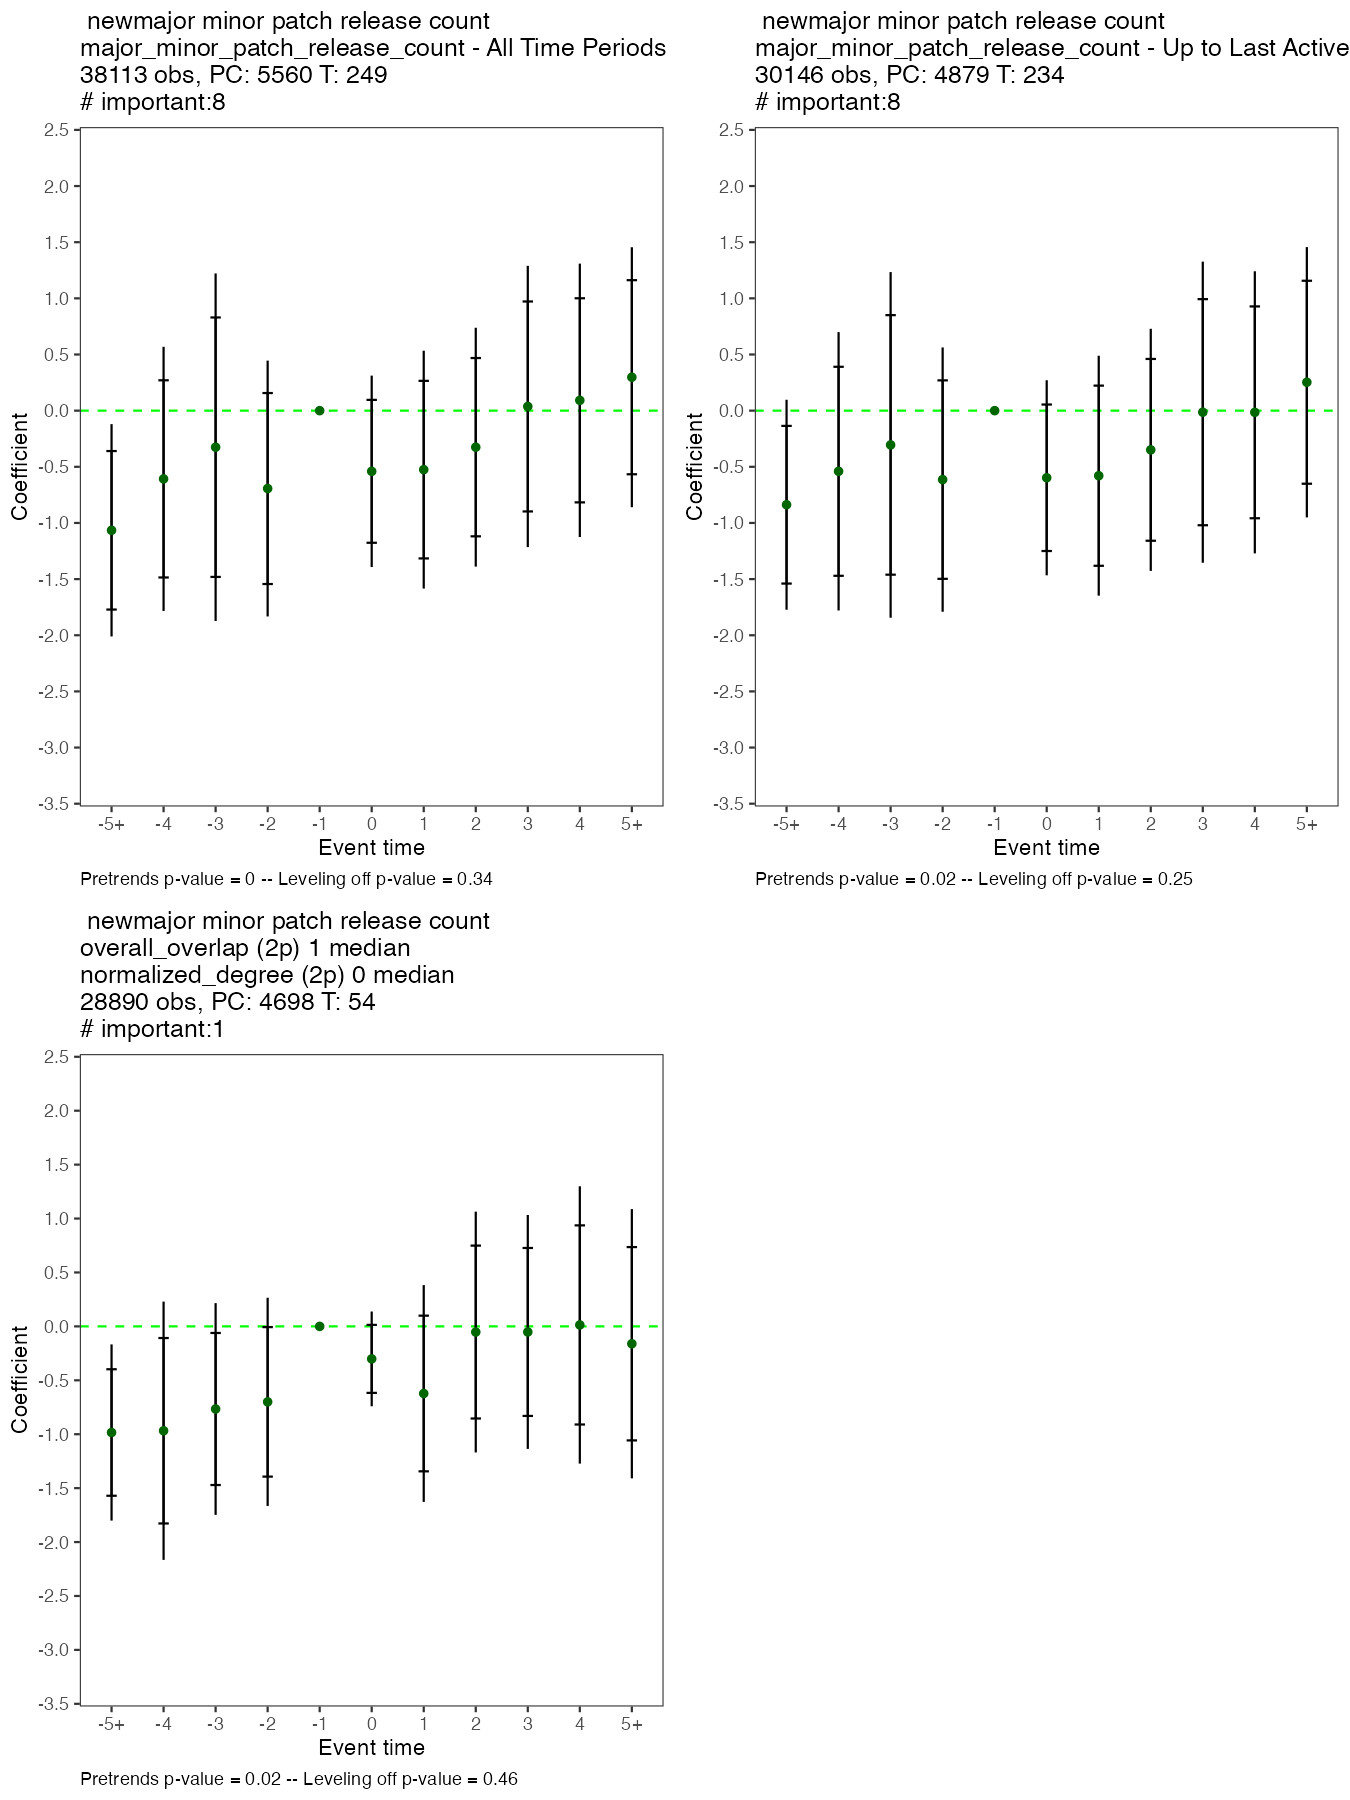 newmajor minor patch release count
major_minor_patch_release_count - All Time Periods
38113 obs, PC: 5560 T: 249
# important:8
2.5
2.0
1.5
1.0
0.5
0.0
-0.5
-1.0
-1.5
-2.0
-2.5
-3.0
-3.5
Coefficient
-5+ -4 -3 -2 -1 0 1 2 3 4 5+
Event time
Pretrends p-value = 0 -- Leveling off p-value = 0.34
newmajor minor patch release count
major_minor_patch_release_count - Up to Last Active
30146 obs, PC: 4879 T: 234
# important:8
2.5
2.0
1.5
1.0
0.5
0.0
-0.5
-1.0
-1.5
-2.0
-2.5
-3.0
-3.5
Coefficient
-5+ -4 -3 -2 -1 0 1 2 3 4 5+
Event time
Pretrends p-value = 0.02 -- Leveling off p-value = 0.25
newmajor minor patch release count
overall_overlap (2p) 1 median
normalized_degree (2p) 0 median
28890 obs, PC: 4698 T: 54
# important:1
2.5
2.0
1.5
1.0
0.5
0.0
-0.5
-1.0
-1.5
-2.0
-2.5
-3.0
-3.5
Coefficient
-5+ -4 -3 -2 -1 0 1 2 3 4 5+
Event time
Pretrends p-value = 0.02 -- Leveling off p-value = 0.46